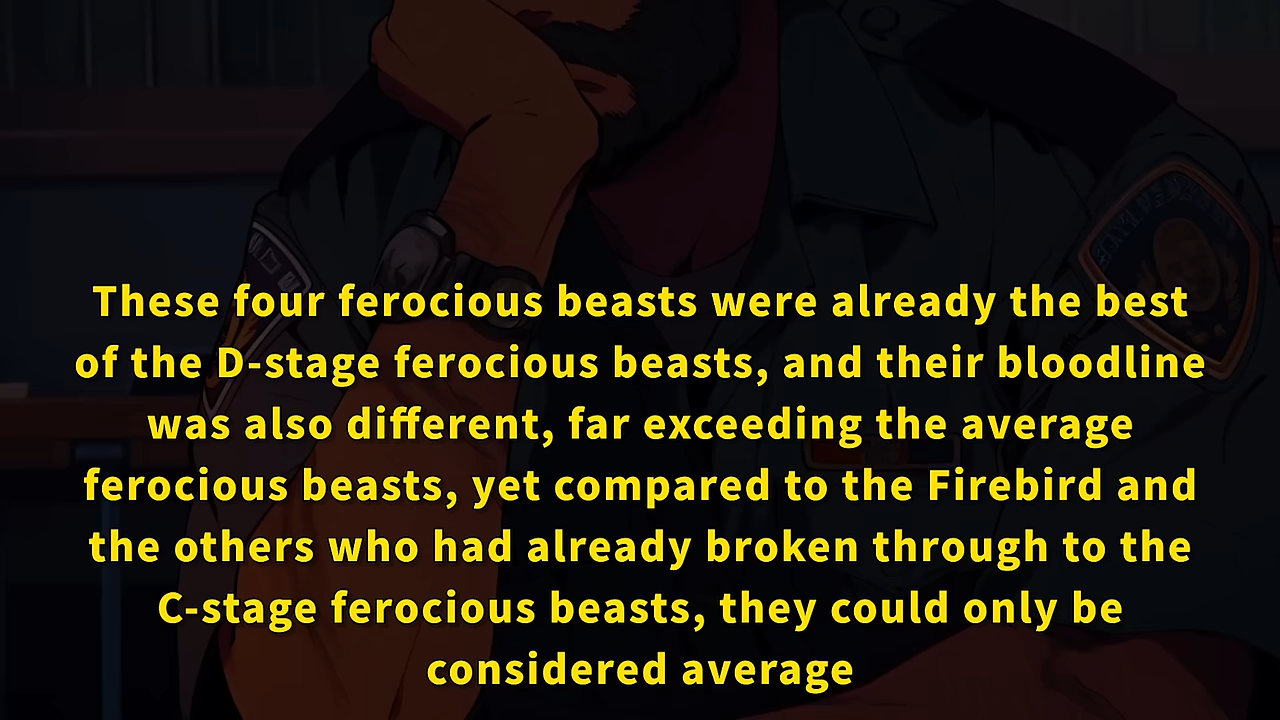 These four ferocious beasts were already the best
of the D-stage ferocious beasts, and their bloodline
was also different, far exceeding the average
ferocious beasts, yet compared to the Firebird and
the others who had already broken through to the
C-stage ferocious beasts, they could only be
considered average